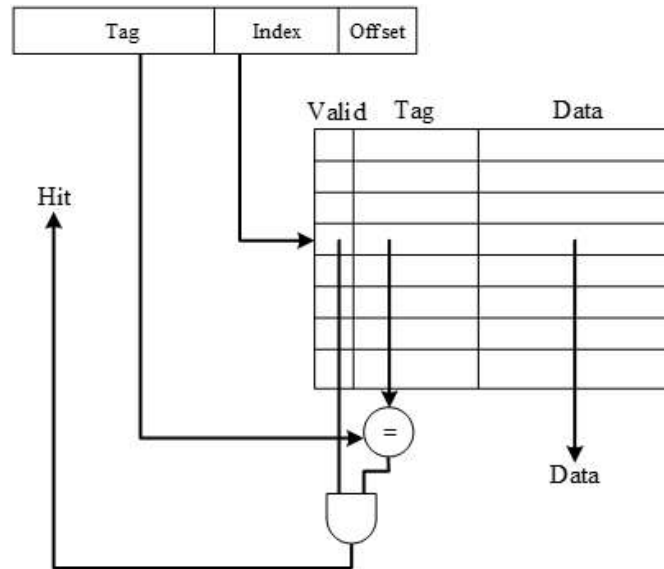 Tag Index Offset
Valid Tag Data
Hit
=
Data